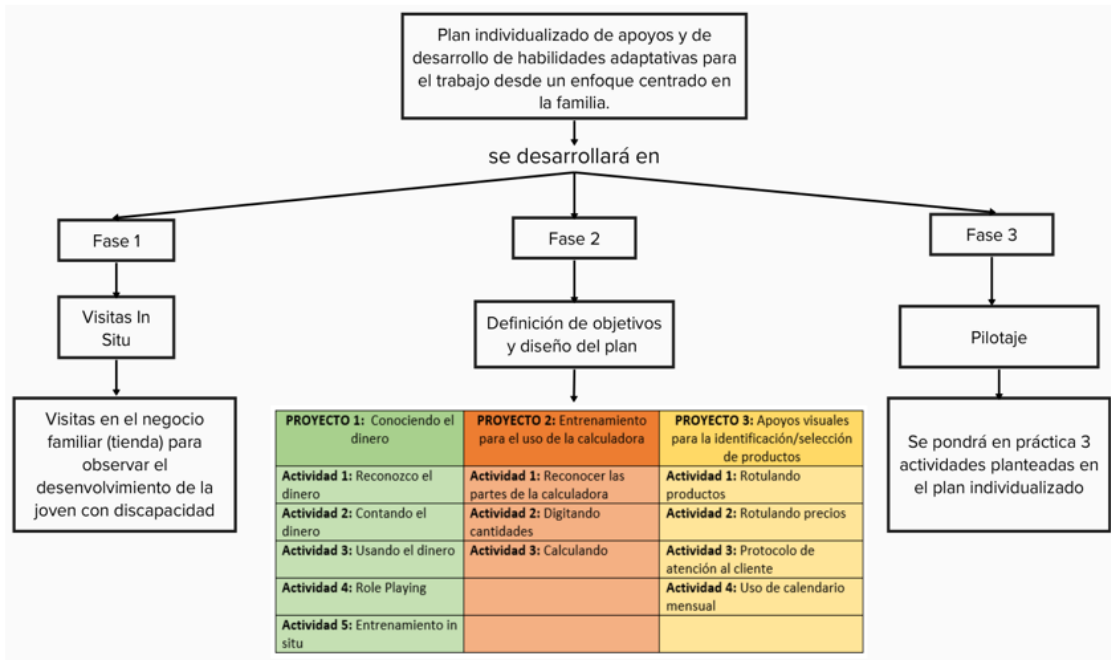 Plan individualizado de apoyos y de
desarrollo de habilidades adaptativas para
el trabajo desde un enfoque centrado en
la familia.
se desarrollará en
Fase 1
Visitas In
Situ
Visitas en el negocio
familiar (tienda) para
observar el
desenvolvimiento de la
joven con discapacidad
Fase 2
Definición de objetivos
y diseño del plan
PROYECTO 1: Conociendo el
dinero
PROYECTO 2: Entrenamiento
para el uso de la calculadora
PROYECTO 3: Apoyos visuales
para la identificación/selección
de productos
Actividad 1: Reconozco el
dinero
Actividad 1: Reconocer las
partes de la calculadora
Actividad 1: Rotulando
productos
Actividad 2: Contando el
dinero
Actividad 2: Digitando
cantidades
Actividad 2: Rotulando precios
Actividad 3: Usando el dinero
Actividad 3: Calculando
Actividad 3: Protocolo de
atención al cliente
Actividad 4: Role Playing
Actividad 4: Uso de calendario
mensual
Actividad 5: Entrenamiento in
situ
Fase 3
Pilotaje
Se pondrá en práctica 3
actividades planteadas en
el plan individualizado